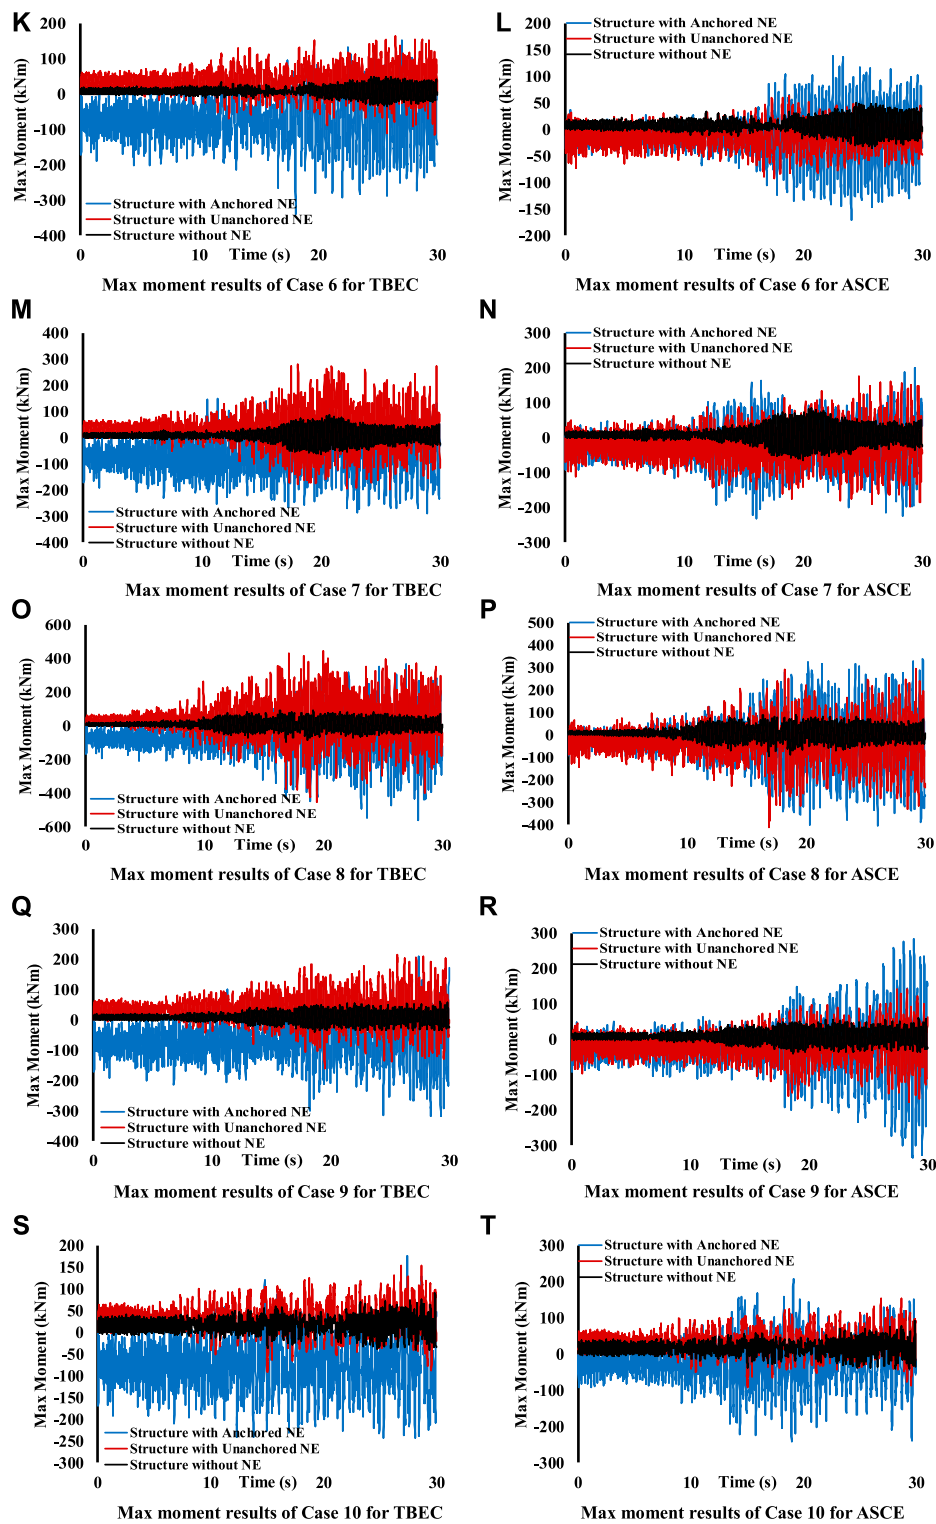 K
Max Moment (kNm)
200
100
0
-100
-200
-300
-400
Structure with Anchored NE
Structure with Unanchored NE
Structure without NE
0 10 Time (s) 20 30
Max moment results of Case 6 for TBEC
L
Max Moment (kNm)
200
150
100
50
0
-50
-100
-150
-200
Structure with Anchored NE
Structure with Unanchored NE
Structure without NE
0 10 Time (s) 20 30
Max moment results of Case 6 for ASCE
M
Max Moment (kNm)
400
300
200
100
0
-100
-200
-300
-400
Structure with Anchored NE
Structure with Unanchored NE
Structure without NE
0 10 Time (s) 20 30
Max moment results of Case 7 for TBEC
N
Max Moment (kNm)
300
200
100
0
-100
-200
-300
Structure with Anchored NE
Structure with Unanchored NE
Structure without NE
0 10 Time (s) 20 30
Max moment results of Case 7 for ASCE
O
Max Moment (kNm)
600
400
200
0
-200
-400
-600
Structure with Anchored NE
Structure with Unanchored NE
Structure without NE
0 10 Time (s) 20 30
Max moment results of Case 8 for TBEC
P
Max Moment (kNm)
500
400
300
200
100
0
-100
-200
-300
-400
Structure with Anchored NE
Structure with Unanchored NE
Structure without NE
0 10 Time (s) 20 30
Max moment results of Case 8 for ASCE
Q
Max Moment (kNm)
300
200
100
0
-100
-200
-300
-400
Structure with Anchored NE
Structure with Unanchored NE
Structure without NE
0 10 Time (s) 20 30
Max moment results of Case 9 for TBEC
R
Max Moment (kNm)
300
200
100
0
-100
-200
-300
Structure with Anchored NE
Structure with Unanchored NE
Structure without NE
0 10 Time (s) 20 30
Max moment results of Case 9 for ASCE
S
Max Moment (kNm)
200
150
100
50
0
-50
-100
-150
-200
-250
-300
Structure with Anchored NE
Structure with Unanchored NE
Structure without NE
0 10 Time (s) 20 30
Max moment results of Case 10 for TBEC
T
Max Moment (kNm)
300
200
100
0
-100
-200
-300
Structure with Anchored NE
Structure with Unanchored NE
Structure without NE
0 10 Time (s) 20 30
Max moment results of Case 10 for ASCE